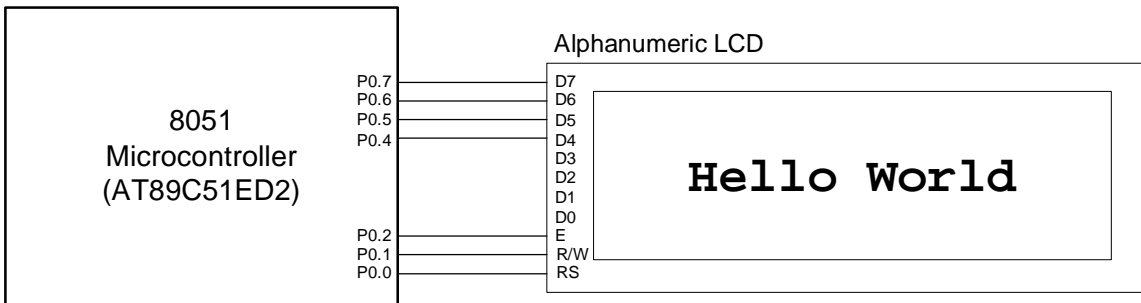 Alphanumeric LCD
8051
Microcontroller
(AT89C51ED2)
P0.7
P0.6
P0.5
P0.4
P0.2
P0.1
P0.0
D7
D6
D5
D4
D3
D2
D1
D0
E
R/W
RS
Hello World